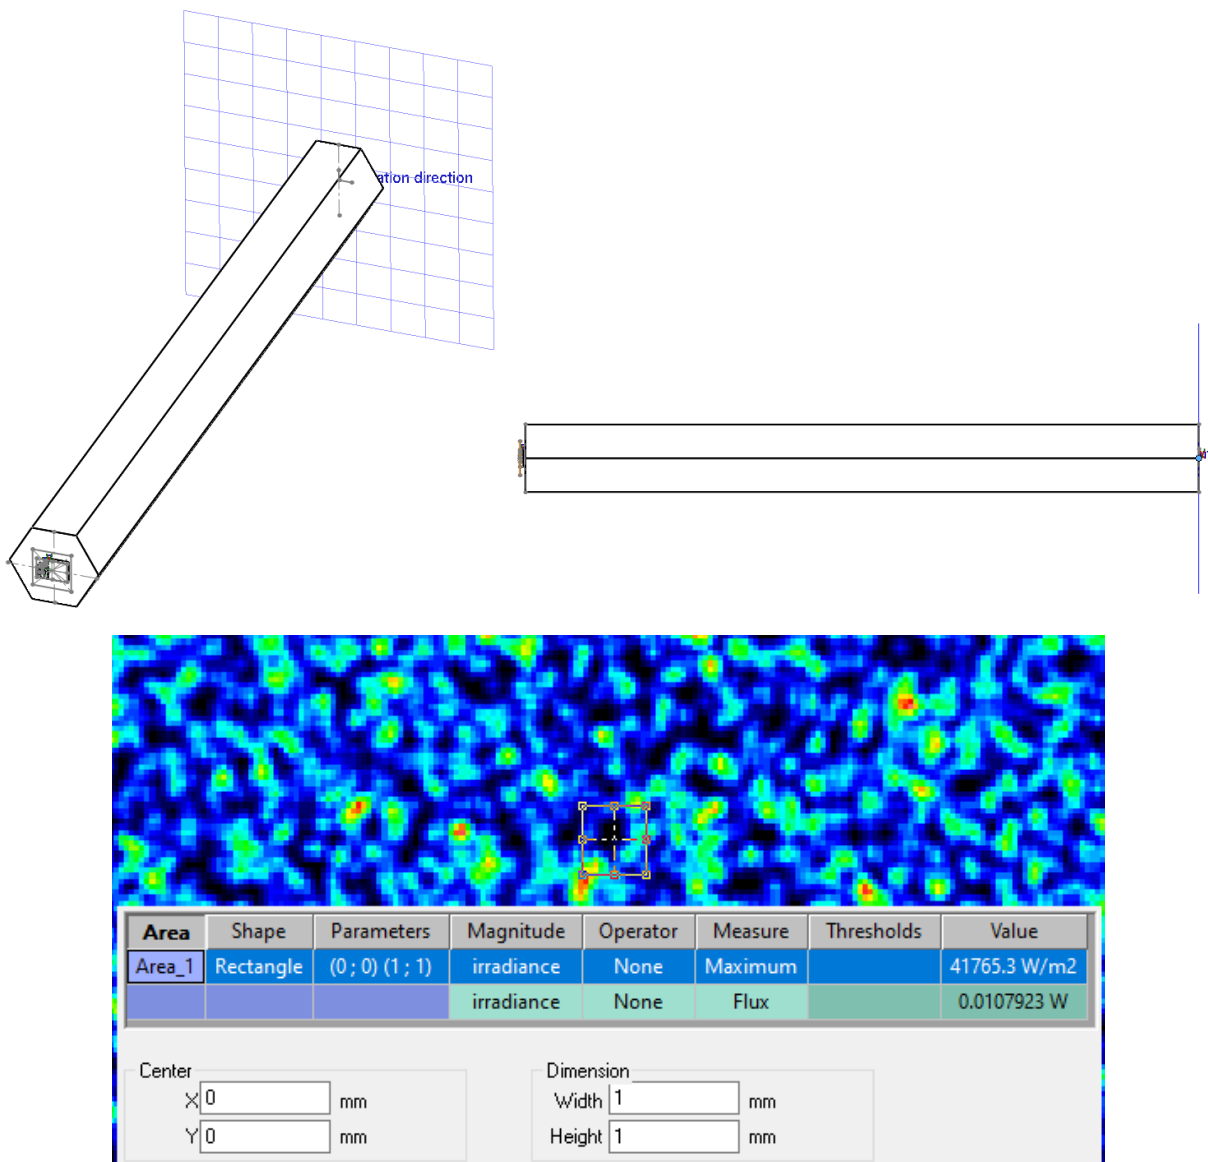 ation direction
Area Shape Parameters Magnitude Operator Measure Thresholds Value
Area_1 Rectangle (0 ; 0) (1 ; 1) irradiance None Maximum 41765.3 W/m2
irradiance None Flux 0.0107923 W
Center Dimension
X 0 mm Width 1 mm
Y 0 mm Height 1 mm